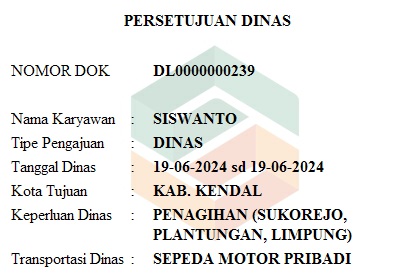 PERSETUJUAN DINAS
NOMOR DOK DL0000000239
Nama Karyawan : SISWANTO
Tipe Pengajuan : DINAS
Tanggal Dinas : 19-06-2024 sd 19-06-2024
Kota Tujuan : KAB. KENDAL
Keperluan Dinas : PENAGIHAN (SUKOREJO,
PLANTUNGAN, LIMPUNG)
Transportasi Dinas : SEPEDA MOTOR PRIBADI